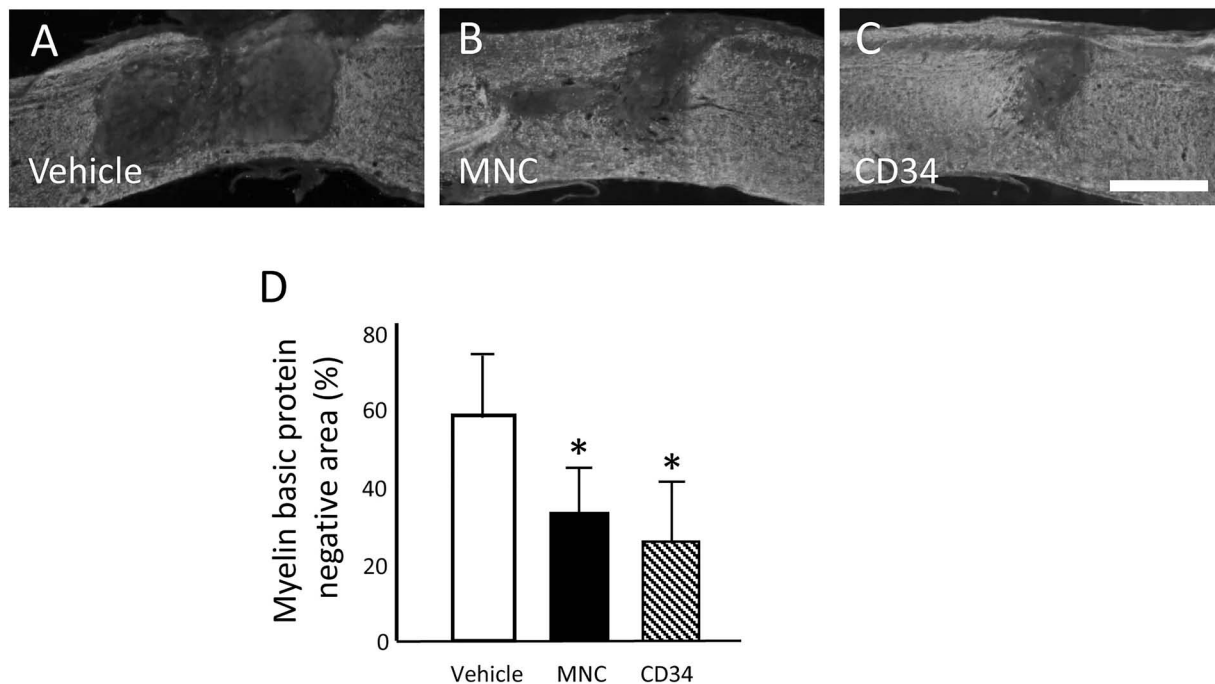 A
B
C
Vehicle
MNC
CD34
D
Myelin basic protein
negative area (%)
80
60
40
20
0
*
*
Vehicle
MNC
CD34